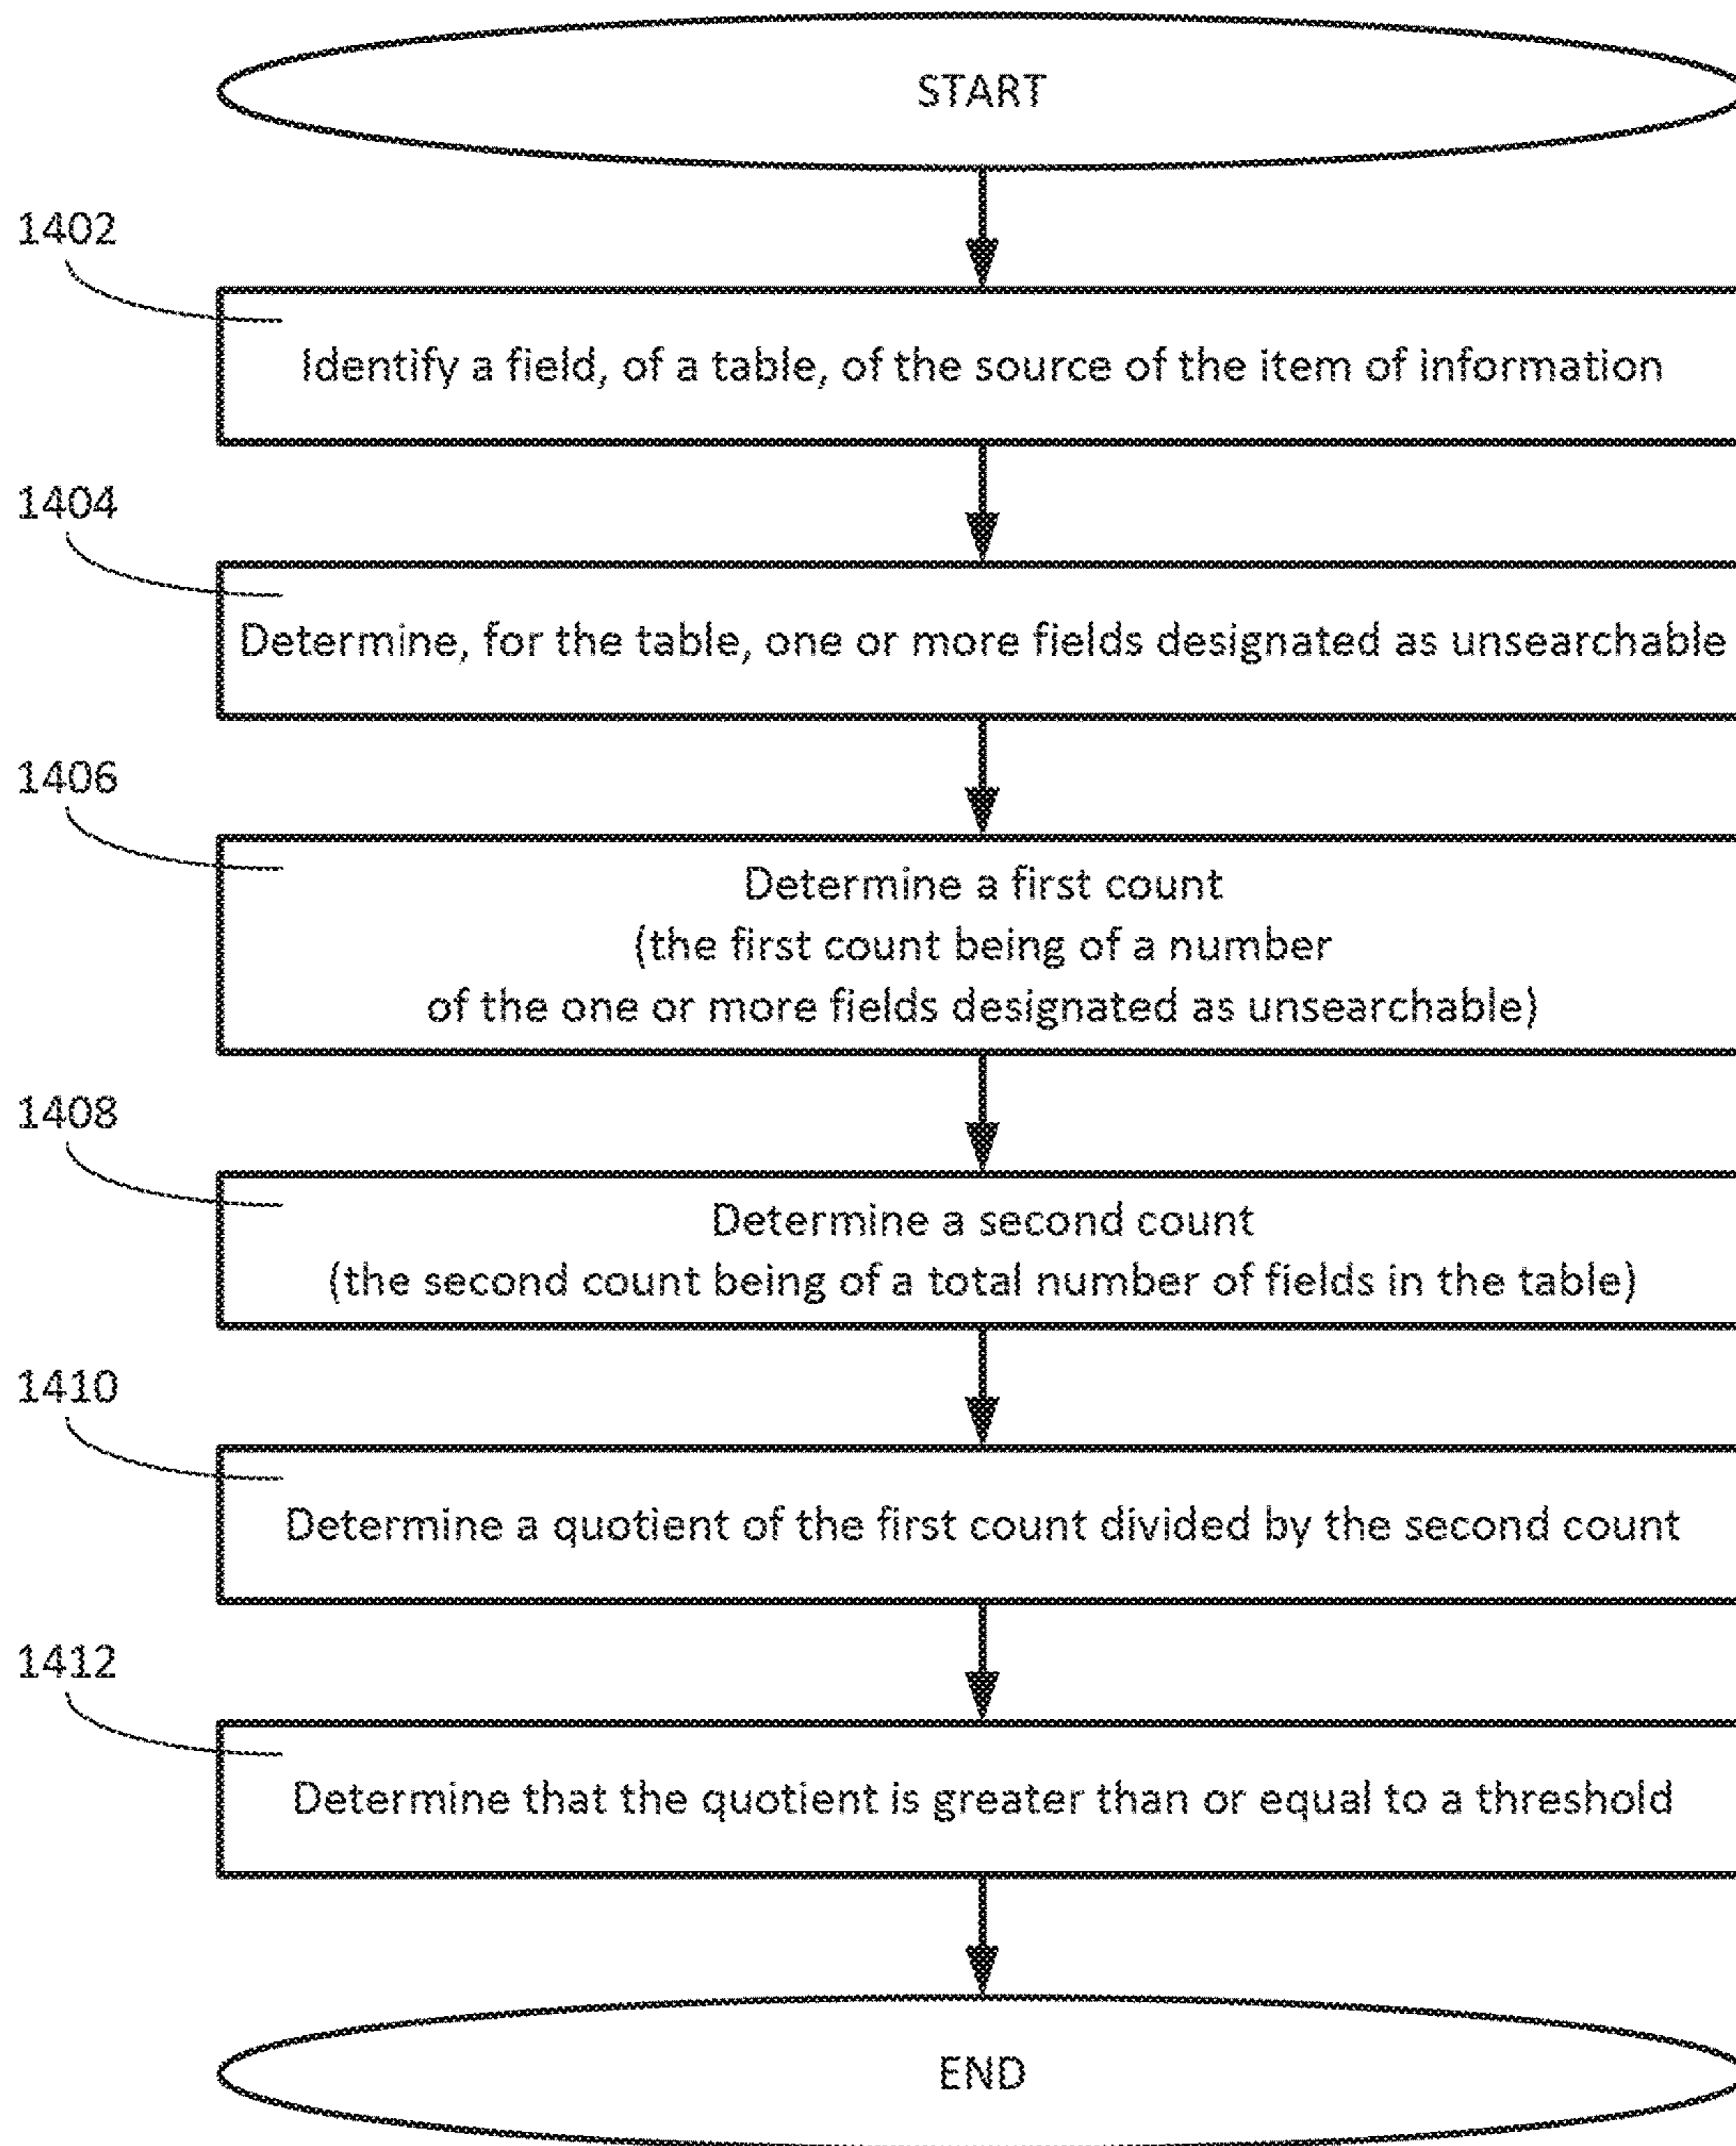 START
1402
Identify a field, of a table, of the source of the item of information
1404
Determine, for the table, one or more fields designated as unsearchable
1406
Determine a first count
(the first count being of a number
of the one or more fields designated as unsearchable)
1408
Determine a second count
(the second count being of a total number of fields in the table)
1410
Determine a quotient of the first count divided by the second count
1412
Determine that the quotient is greater than or equal to a threshold
END